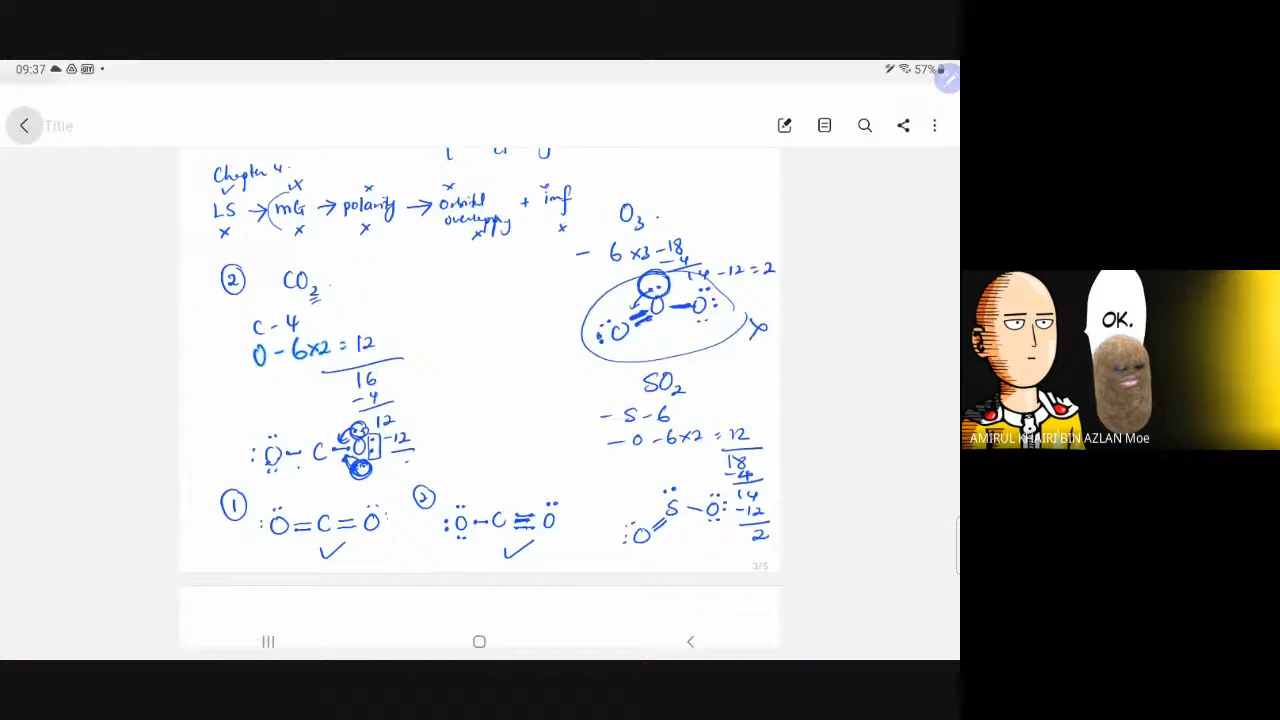 09:37
57%
Title
Chapter 4.
LS → mG → polarity → Orbital overlapping + imf
O₃
- 6 x3 - 18
- 4
14 - 12 = 2
O = O - O
② CO₂
C - 4
O - 6x2 = 12
16
- 4
12
- 12
O - C - O
① O = C = O
② O - C ≡ O
SO₂
- S - 6
- O - 6x2 = 12
18
- 4
14
- 12
2
O = S - O
3/5
OK.
AMIRUL KHAIRI BIN AZLAN Moe